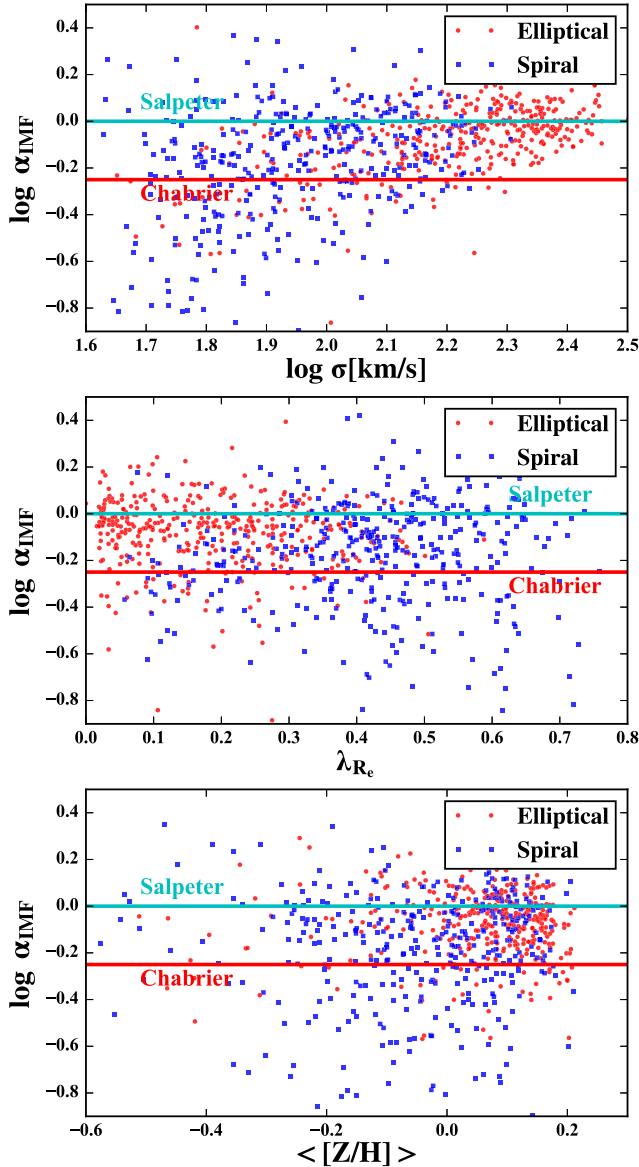 0.4
0.2
0.0
−0.2
−0.4
−0.6
−0.8
log α_IMF
Elliptical
Spiral
Salpeter
Chabrier
1.6 1.7 1.8 1.9 2.0 2.1 2.2 2.3 2.4 2.5
log σ[km/s]
0.4
0.2
0.0
−0.2
−0.4
−0.6
−0.8
log α_IMF
Elliptical
Spiral
Salpeter
Chabrier
0.0 0.1 0.2 0.3 0.4 0.5 0.6 0.7 0.8
λ_{R_e}
0.4
0.2
0.0
−0.2
−0.4
−0.6
−0.8
log α_IMF
Elliptical
Spiral
Salpeter
Chabrier
−0.6 −0.4 −0.2 0.0 0.2
< [Z/H] >